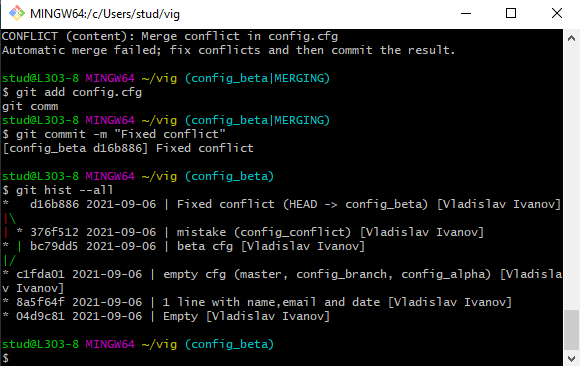 MINGW64:/c/Users/stud/vig
CONFLICT (content): Merge conflict in config.cfg
Automatic merge failed; fix conflicts and then commit the result.
stud@L303-8 MINGW64 ~/vig (config_beta|MERGING)
$ git add config.cfg
git comm
stud@L303-8 MINGW64 ~/vig (config_beta|MERGING)
$ git commit -m "Fixed conflict"
[config_beta d16b886] Fixed conflict
stud@L303-8 MINGW64 ~/vig (config_beta)
$ git hist --all
*   d16b886 2021-09-06 | Fixed conflict (HEAD -> config_beta) [Vladislav Ivanov]
|\
| * 376f512 2021-09-06 | mistake (config_conflict) [Vladislav Ivanov]
* | bc79dd5 2021-09-06 | beta cfg [Vladislav Ivanov]
|/
* c1fda01 2021-09-06 | empty cfg (master, config_branch, config_alpha) [Vladisla
v Ivanov]
* 8a5f64f 2021-09-06 | 1 line with name,email and date [Vladislav Ivanov]
* 04d9c81 2021-09-06 | Empty [Vladislav Ivanov]
stud@L303-8 MINGW64 ~/vig (config_beta)
$